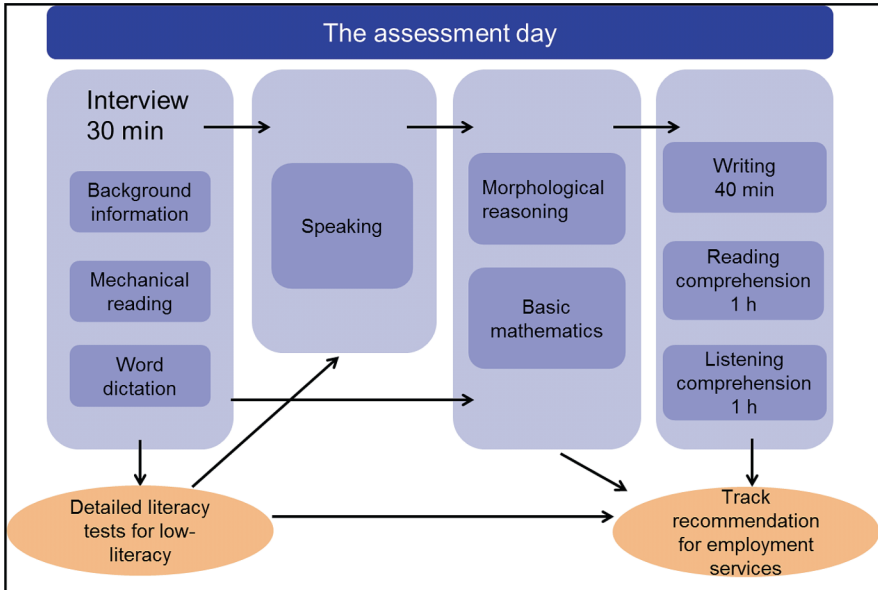 The assessment day
Interview
30 min
Background
information
Mechanical
reading
Word
dictation
Speaking
Morphological
reasoning
Basic
mathematics
Writing
40 min
Reading
comprehension
1 h
Listening
comprehension
1 h
Detailed literacy
tests for low-
literacy
Track
recommendation
for employment
services